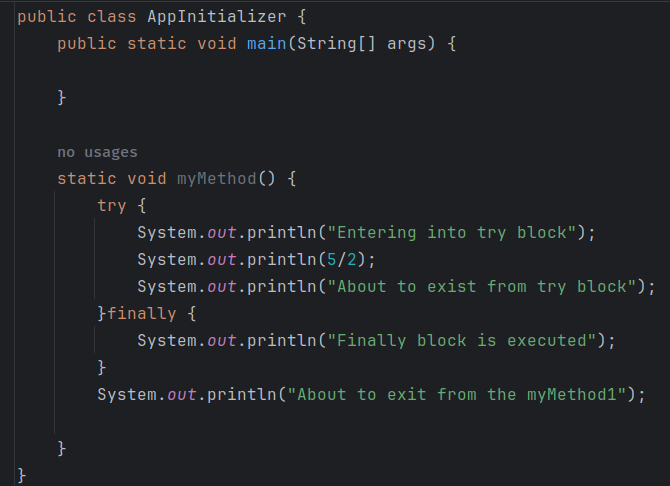 public class AppInitializer {
    public static void main(String[] args) {
    }
    no usages
    static void myMethod() {
        try {
            System.out.println("Entering into try block");
            System.out.println(5/2);
            System.out.println("About to exist from try block");
        }finally {
            System.out.println("Finally block is executed");
        }
        System.out.println("About to exit from the myMethod1");
    }
}